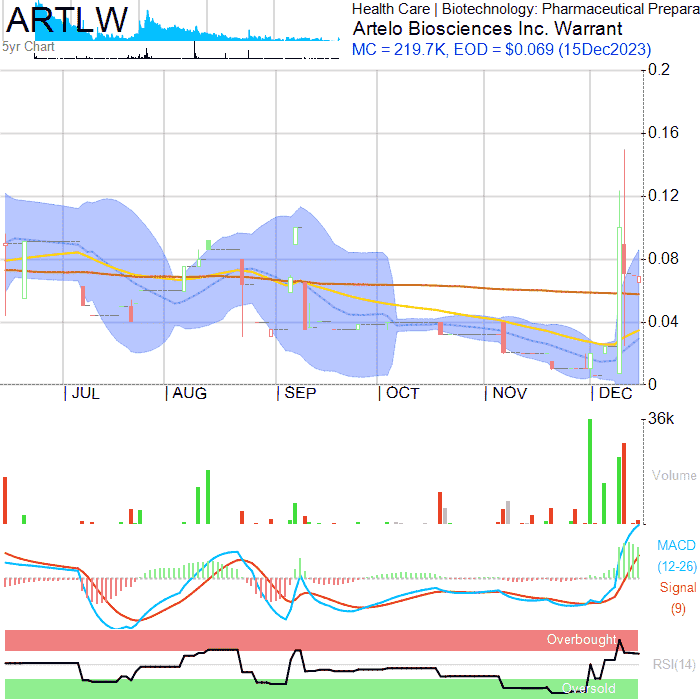 ARTLW
5yr Chart
Health Care | Biotechnology: Pharmaceutical Prepara
Artelo Biosciences Inc. Warrant
MC = 219.7K, EOD = $0.069 (15Dec2023)
0.2
0.16
0.12
0.08
0.04
0
| JUL | AUG | SEP | OCT | NOV | DEC
36k
Volume
MACD
(12-26)
Signal
(9)
Overbought
RSI(14)
Oversold